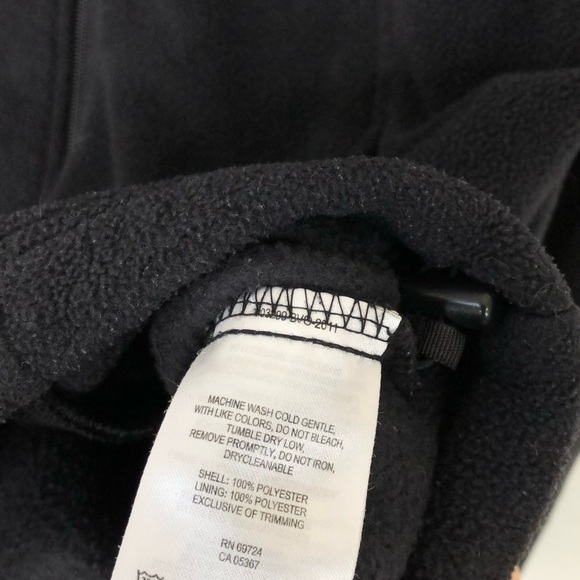 MACHINE WASH COLD GENTLE,
WITH LIKE COLORS, DO NOT BLEACH,
TUMBLE DRY LOW,
REMOVE PROMPTLY, DO NOT IRON,
DRYCLEANABLE
SHELL: 100% POLYESTER
LINING: 100% POLYESTER
EXCLUSIVE OF TRIMMING
RN 69724
CA 05367